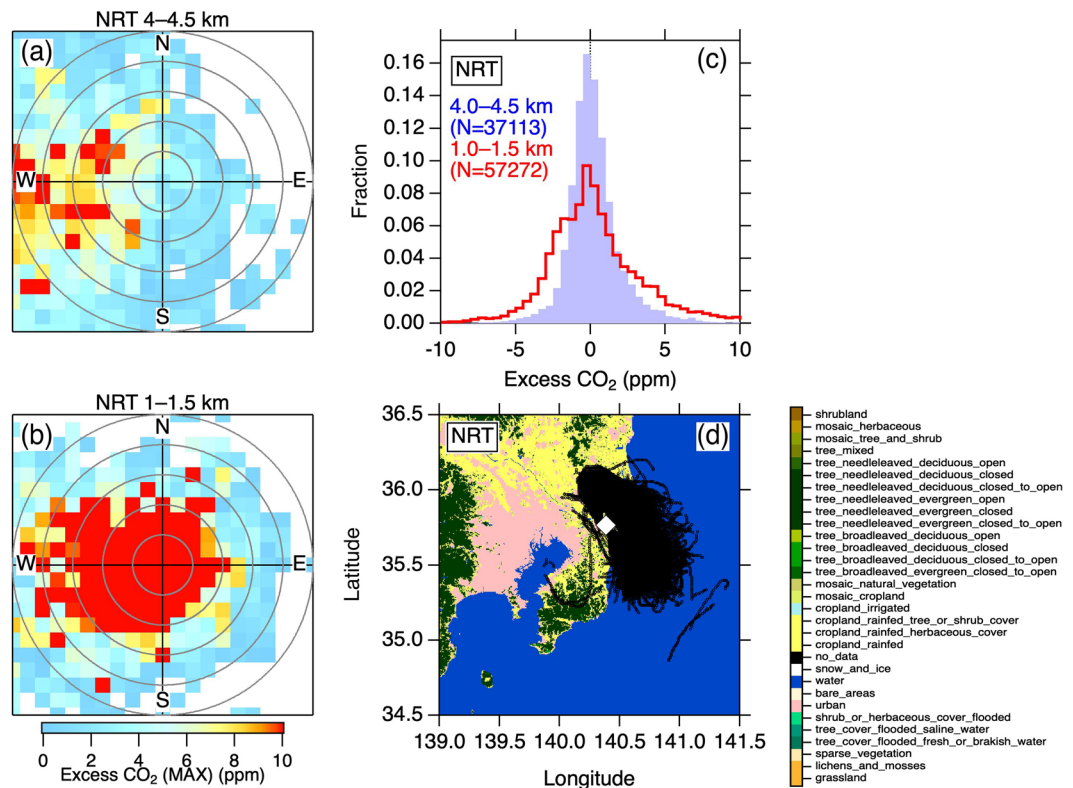 NRT 4–4.5 km
(a)
N
W
E
S
(c)
NRT
4.0–4.5 km
(N=37113)
1.0–1.5 km
(N=57272)
Fraction
0.16
0.14
0.12
0.10
0.08
0.06
0.04
0.02
0.00
-10
-5
0
5
10
Excess CO₂ (ppm)
NRT 1–1.5 km
(b)
N
W
E
S
0
2
4
6
8
10
Excess CO₂ (MAX) (ppm)
NRT
(d)
Latitude
36.5
36.0
35.5
35.0
34.5
139.0
139.5
140.0
140.5
141.0
141.5
Longitude
shrubland
mosaic_herbaceous
mosaic_tree_and_shrub
tree_mixed
tree_needleleaved_deciduous_open
tree_needleleaved_deciduous_closed
tree_needleleaved_deciduous_closed_to_open
tree_needleleaved_evergreen_open
tree_needleleaved_evergreen_closed
tree_needleleaved_evergreen_closed_to_open
tree_broadleaved_deciduous_open
tree_broadleaved_deciduous_closed
tree_broadleaved_deciduous_closed_to_open
tree_broadleaved_evergreen_closed_to_open
mosaic_natural_vegetation
mosaic_cropland
cropland_irrigated
cropland_rainfed_tree_or_shrub_cover
cropland_rainfed_herbaceous_cover
cropland_rainfed
no_data
snow_and_ice
water
bare_areas
urban
shrub_or_herbaceous_cover_flooded
tree_cover_flooded_saline_water
tree_cover_flooded_fresh_or_brakish_water
sparse_vegetation
lichens_and_mosses
grassland